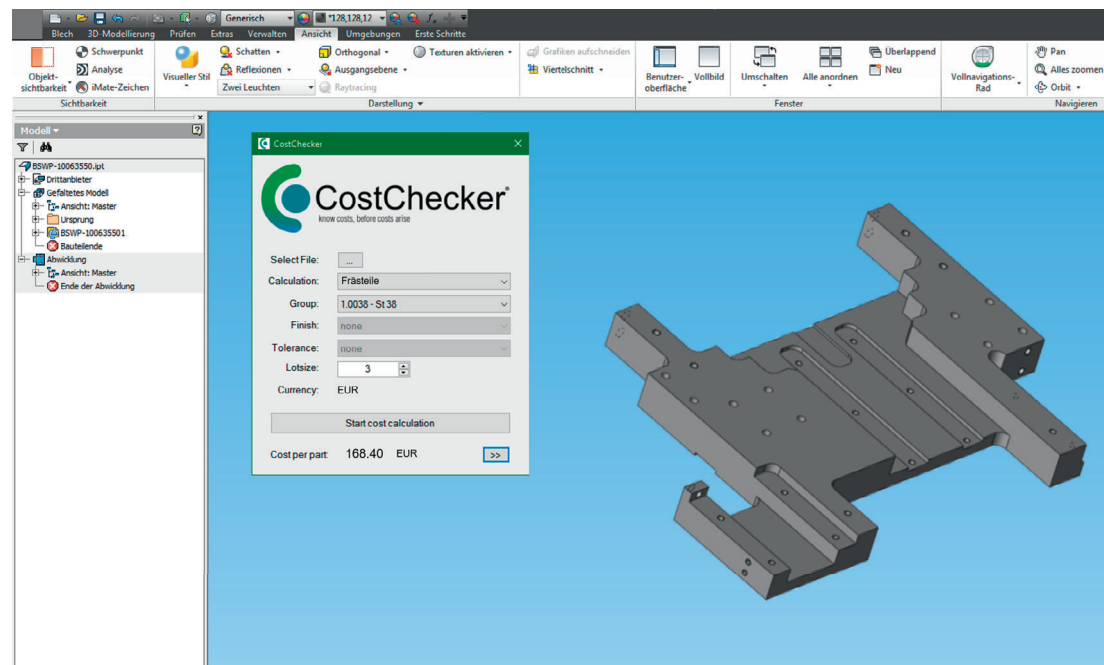 Generisch
*128,128,12
Blech 3D-Modellierung Prüfen Extras Verwalten Ansicht Umgebungen Erste Schritte
Objekt-
sichtbarkeit
Schwerpunkt
Analyse
iMate-Zeichen
Visueller Stil
Schatten
Reflexionen
Zwei Leuchten
Orthogonal
Ausgangsebene
Raytracing
Texturen aktivieren
Grafiken aufschneiden
Viertelschnitt
Benutzer-
oberfläche
Vollbild
Umschalten
Alle anordnen
Überlappend
Neu
Vollnavigations-
Rad
Pan
Alles zoomen
Orbit
Sichtbarkeit Darstellung Fenster Navigieren
Modell
BSWP-10063550.ipt
Drittanbieter
Gefaltetes Modell
Ansicht: Master
Ursprung
BSWP-100635501
Bauteilende
Abwicklung
Ansicht: Master
Ende der Abwicklung
CostChecker
CostChecker®
know costs, before costs arise
Select File: ...
Calculation: Frästeile
Group: 1.0038 - St 38
Finish: none
Tolerance: none
Lotsize: 3
Currency: EUR
Start cost calculation
Cost per part 168.40 EUR >>